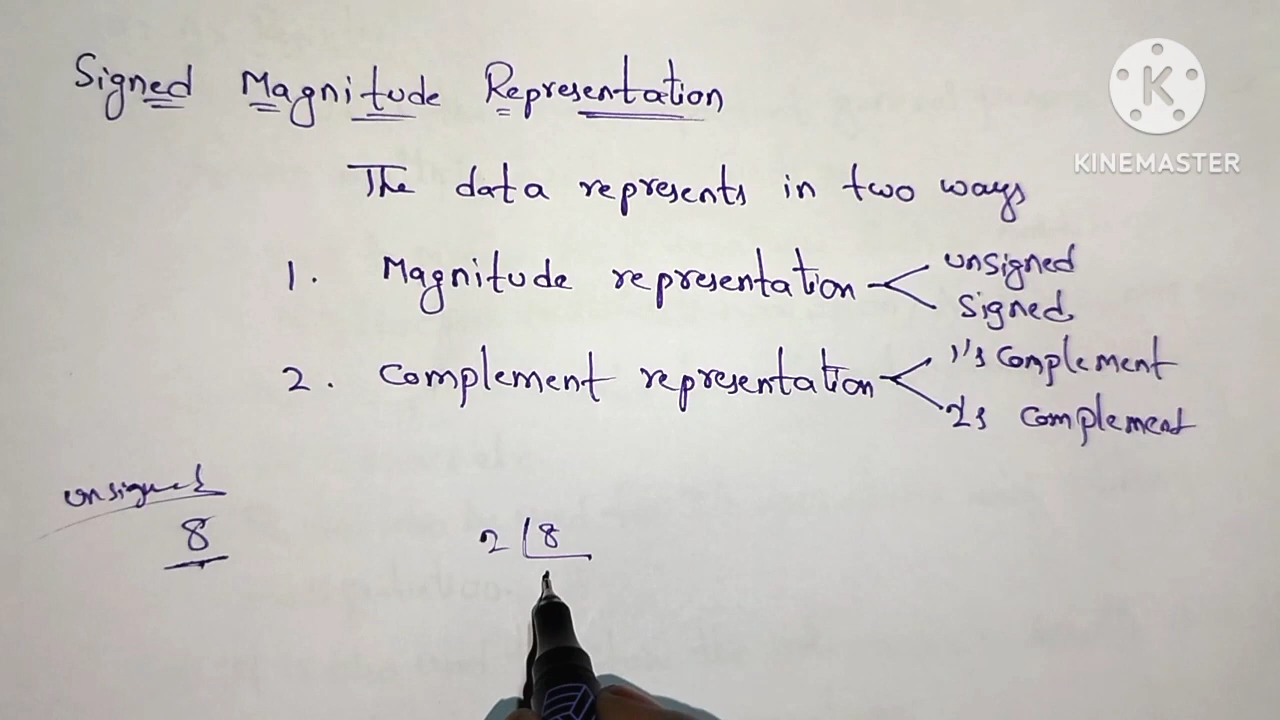 Signed Magnitude Representation
K
KINEMASTER
The data represents in two ways
1. Magnitude representation
unsigned
signed
2. Complement representation
1's complement
2s complement
unsigned
8
2 8